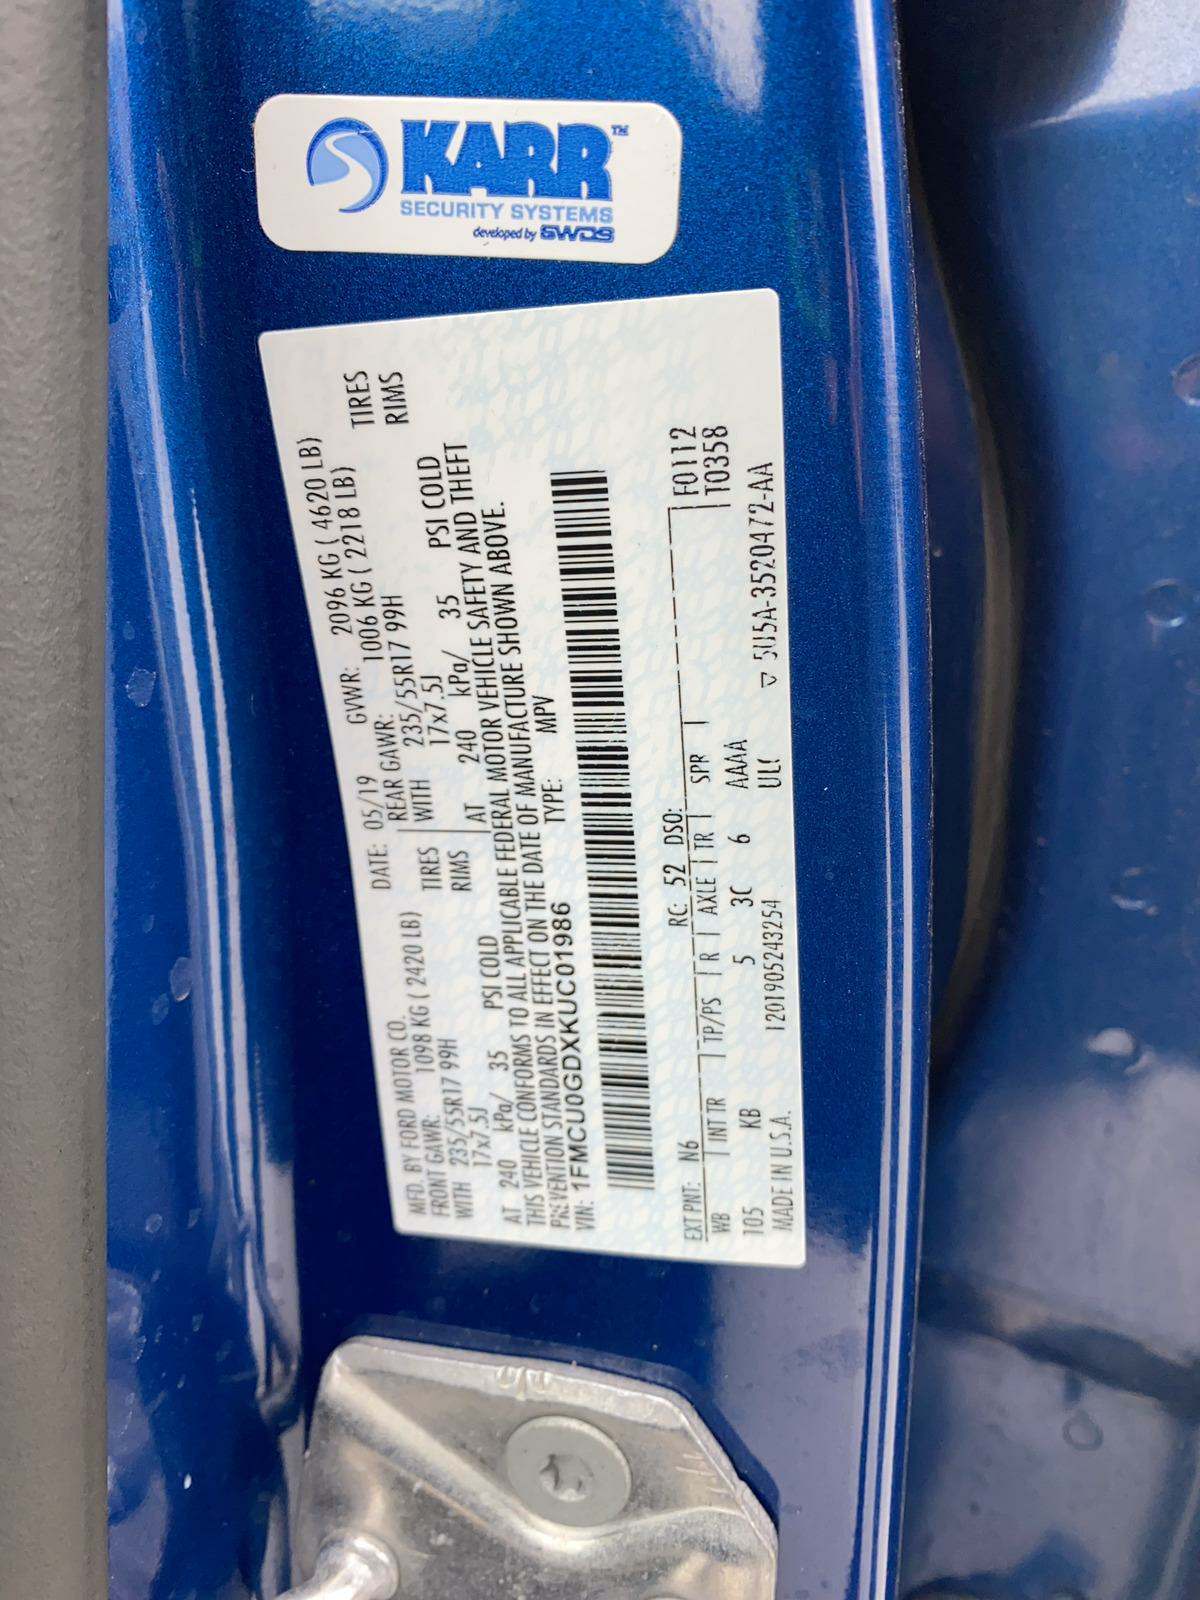 KARR™
SECURITY SYSTEMS
developed by SWDS
MFD. BY FORD MOTOR CO.
DATE: 05/19 GVWR: 2096 KG ( 4620 LB)
FRONT GAWR: 1098 KG ( 2420 LB)
REAR GAWR: 1006 KG ( 2218 LB)
WITH 235/55R17 99H TIRES
WITH 235/55R17 99H TIRES
17x7.5J RIMS
17x7.5J RIMS
AT 240 kPa/ 35 PSI COLD
AT 240 kPa/ 35 PSI COLD
THIS VEHICLE CONFORMS TO ALL APPLICABLE FEDERAL MOTOR VEHICLE SAFETY AND THEFT
PREVENTION STANDARDS IN EFFECT ON THE DATE OF MANUFACTURE SHOWN ABOVE.
VIN: 1FMCU0GDXKUC01986 TYPE: MPV
EXT PNT: N6 RC: 52 DSO: F0112
WB INT TR TP/PS R AXLE TR SPR T0358
105 KB 5 3C 6 AAAA
MADE IN U.S.A. 1201905243254 5U5A-3520472-AA